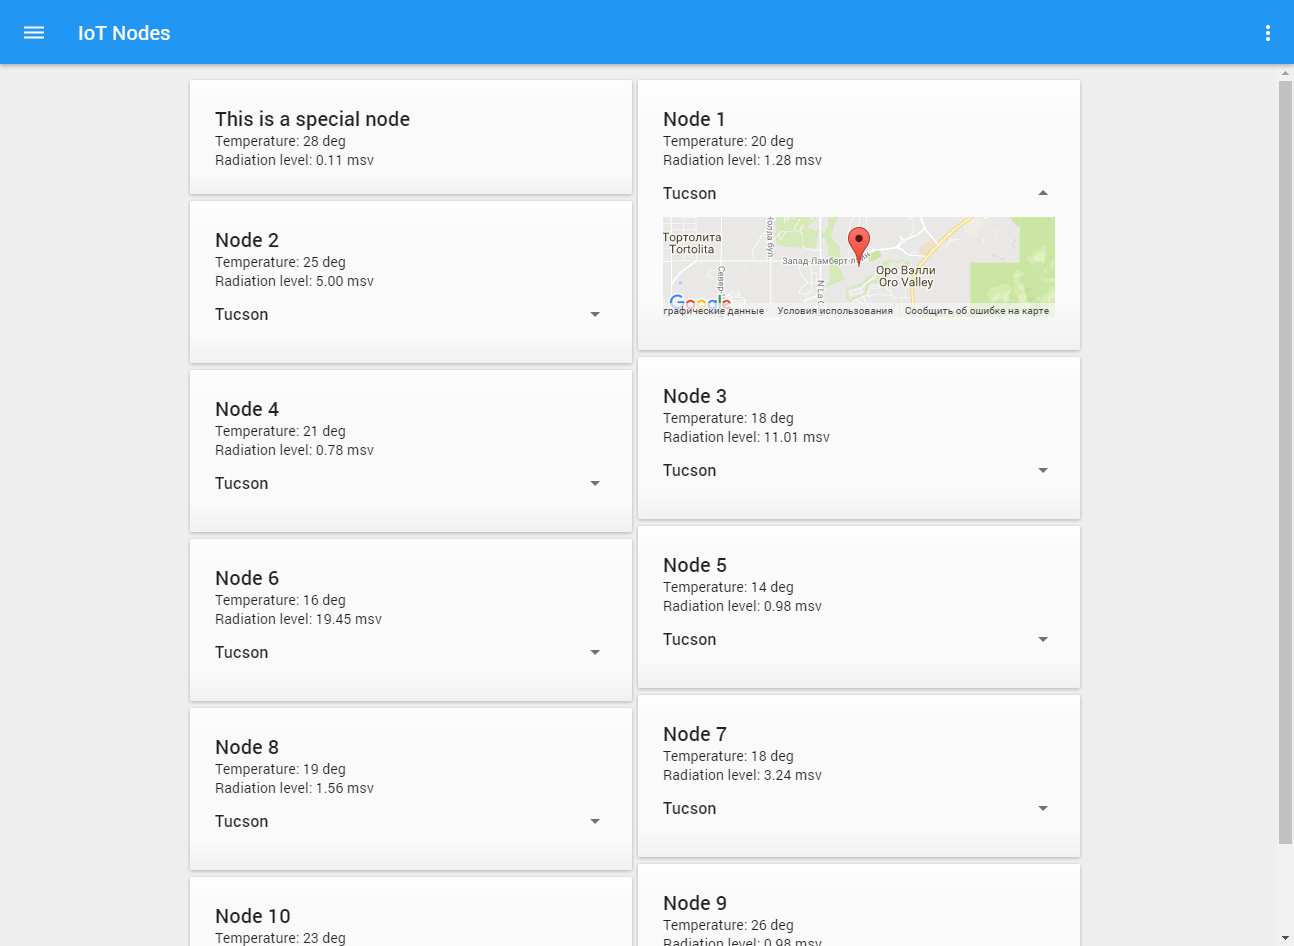 IoT Nodes
This is a special node
Temperature: 28 deg
Radiation level: 0.11 msv
Node 2
Temperature: 25 deg
Radiation level: 5.00 msv
Tucson
Node 4
Temperature: 21 deg
Radiation level: 0.78 msv
Tucson
Node 6
Temperature: 16 deg
Radiation level: 19.45 msv
Tucson
Node 8
Temperature: 19 deg
Radiation level: 1.56 msv
Tucson
Node 10
Temperature: 23 deg
Node 1
Temperature: 20 deg
Radiation level: 1.28 msv
Tucson
Тортолита
Tortolita
Север
Запад-Ламберт-лейн
N La C
Оро Вэлли
Oro Valley
Google
графические данные Условия использования Сообщить об ошибке на карте
Node 3
Temperature: 18 deg
Radiation level: 11.01 msv
Tucson
Node 5
Temperature: 14 deg
Radiation level: 0.98 msv
Tucson
Node 7
Temperature: 18 deg
Radiation level: 3.24 msv
Tucson
Node 9
Temperature: 26 deg
Radiation level: 0.98 msv